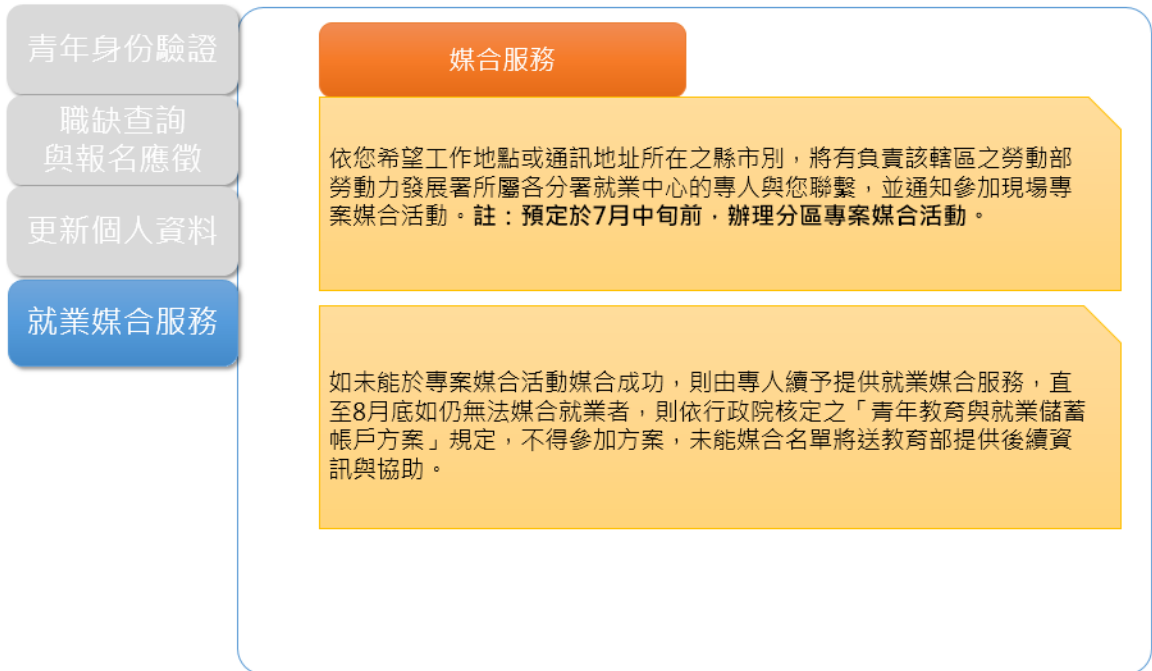 青年身份驗證
職缺查詢
與報名應徵
更新個人資料
就業媒合服務
媒合服務
依您希望工作地點或通訊地址所在之縣市別，將有負責該轄區之勞動部
勞動力發展署所屬各分署就業中心的專人與您聯繫，並通知參加現場專
案媒合活動。註：預定於7月中旬前，辦理分區專案媒合活動。
如未能於專案媒合活動媒合成功，則由專人續予提供就業媒合服務，直
至8月底如仍無法媒合就業者，則依行政院核定之「青年教育與就業儲蓄
帳戶方案」規定，不得參加方案，未能媒合名單將送教育部提供後續資
訊與協助。